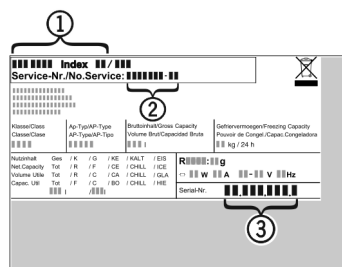 1
Index /
Service-Nr./No.Service: -
2
Klasse/Class
Classe/Clase
Ap-Typ/AP-Type
AP-Type/AP-Tipo
Bruttoinhalt/Gross Capacity
Volume Brut/Capacidad Bruta
l
Gefriervermoegen/Freezing Capacity
Pouvoir de Congel./Capac.Congeladora
kg / 24 h
Nutzinhalt Ges / K / G / KE / KALT / EIS
Net.Capacity Tot / R / F / CE / CHILL / ICE
Volume Utile Tot / R / C / CA / CHILL / GLA
Capac. Util Tot / F / C / BO / CHILL / HIE
l / l
R : g
W A - V Hz
Serial-Nr. . . .
3